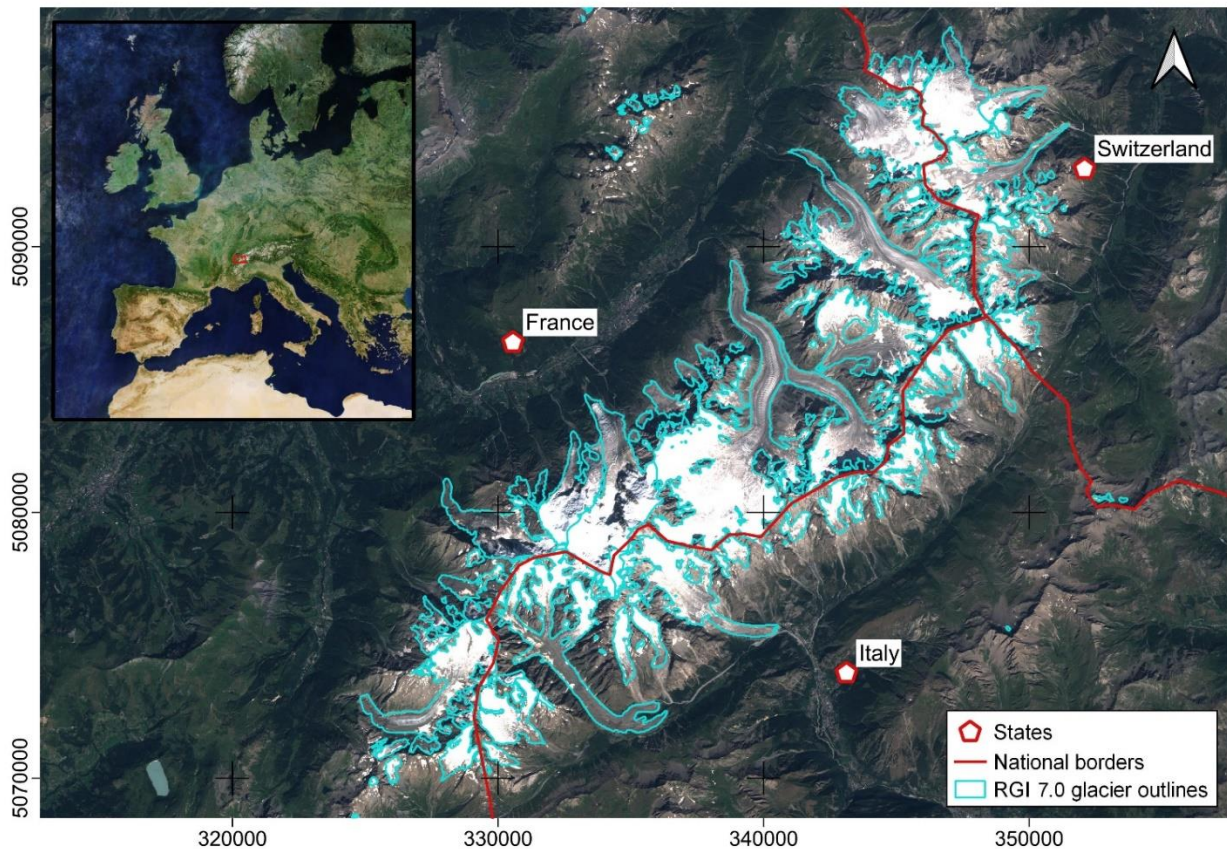 Switzerland
France
Italy
States
National borders
RGI 7.0 glacier outlines
5090000
5080000
5070000
320000
330000
340000
350000